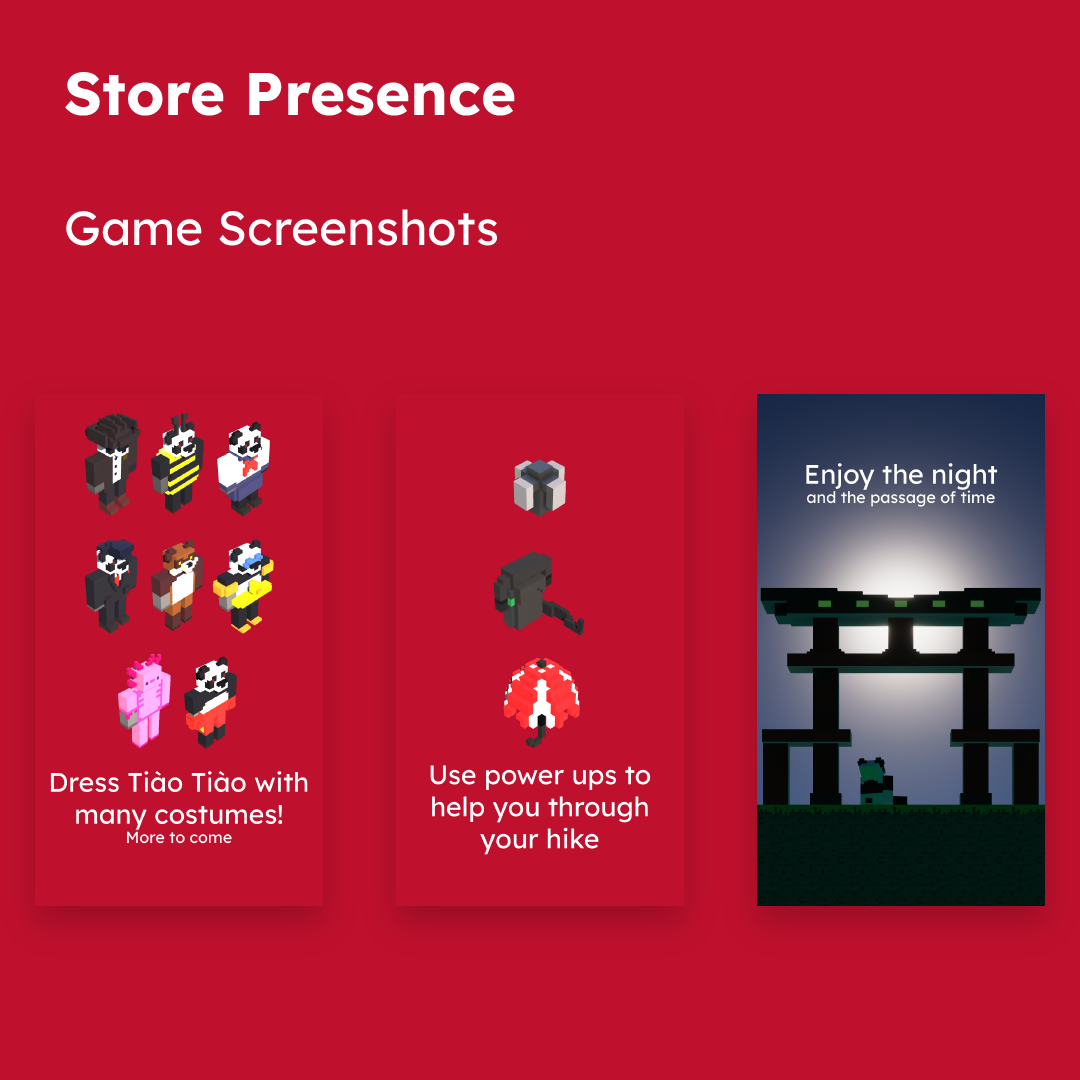 Store Presence
Game Screenshots
Dress Tiào Tiào with
many costumes!
More to come
Use power ups to
help you through
your hike
Enjoy the night
and the passage of time